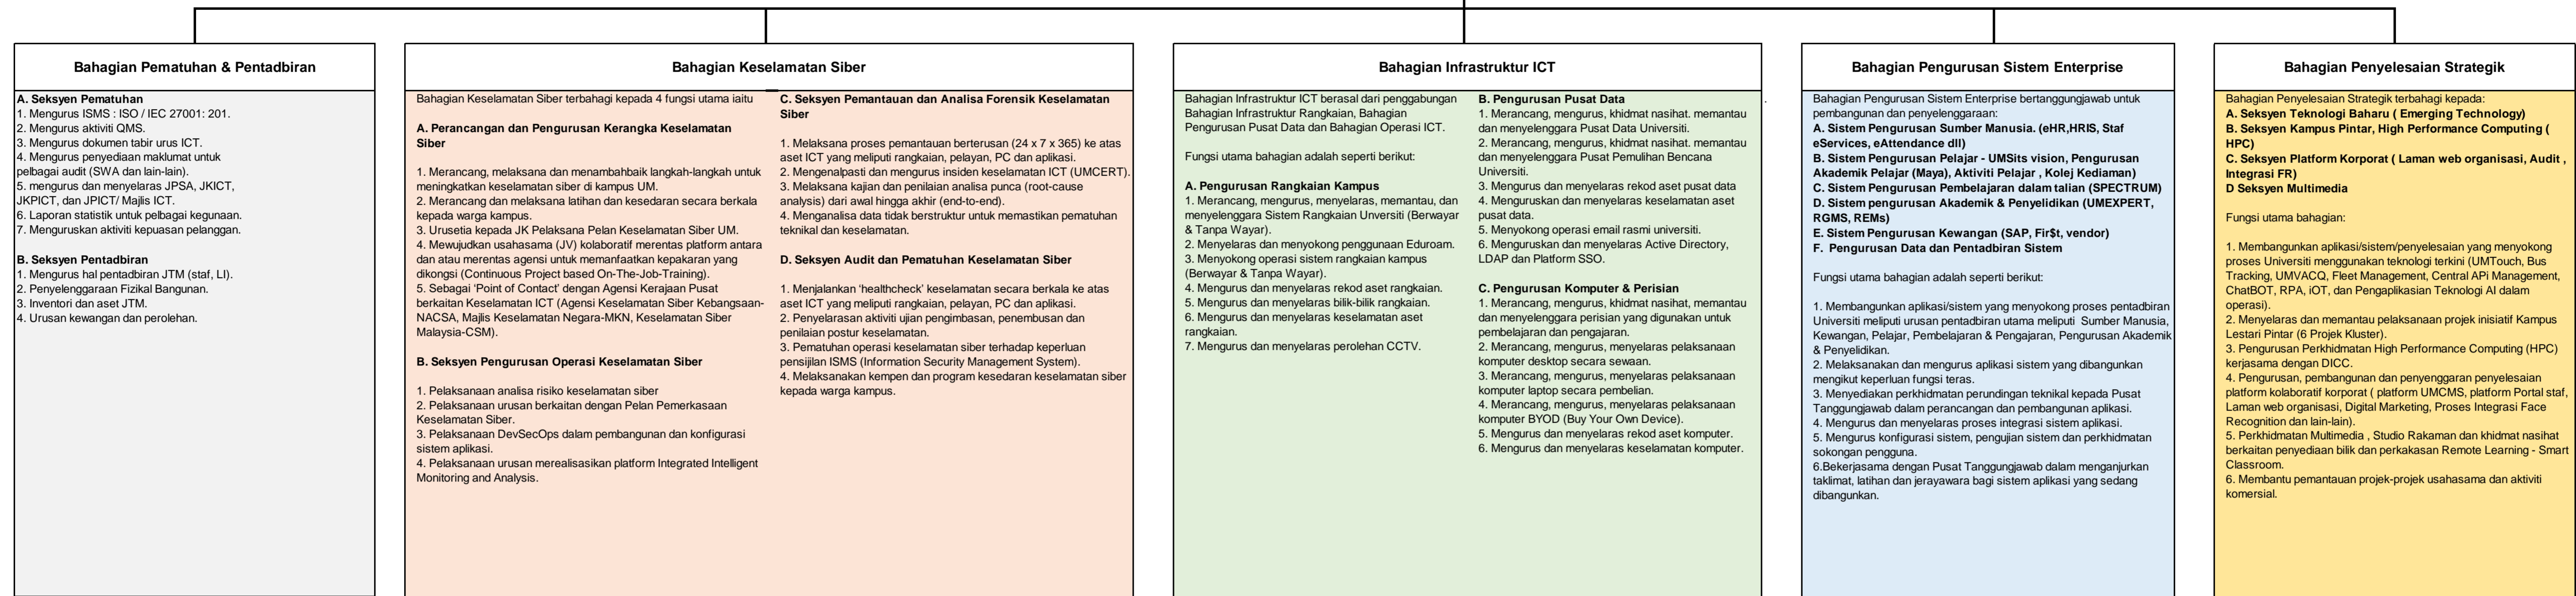 Bahagian Pematuhan & Pentadbiran
A. Seksyen Pematuhan
1. Mengurus ISMS : ISO / IEC 27001: 201.
2. Mengurus aktiviti QMS.
3. Mengurus dokumen tabir urus ICT.
4. Mengurus penyediaan maklumat untuk
pelbagai audit (SWA dan lain-lain).
5. mengurus dan menyelaras JPSA, JKICT,
JKPICT, dan JPICT/ Majlis ICT.
6. Laporan statistik untuk pelbagai kegunaan.
7. Menguruskan aktiviti kepuasan pelanggan.
B. Seksyen Pentadbiran
1. Mengurus hal pentadbiran JTM (staf, LI).
2. Penyelenggaraan Fizikal Bangunan.
3. Inventori dan aset JTM.
4. Urusan kewangan dan perolehan.
Bahagian Keselamatan Siber
Bahagian Keselamatan Siber terbahagi kepada 4 fungsi utama iaitu
A. Perancangan dan Pengurusan Kerangka Keselamatan
Siber
1. Merancang, melaksana dan menambahbaik langkah-langkah untuk
meningkatkan keselamatan siber di kampus UM.
2. Merancang dan melaksana latihan dan kesedaran secara berkala
kepada warga kampus.
3. Urusetia kepada JK Pelaksana Pelan Keselamatan Siber UM.
4. Mewujudkan usahasama (JV) kolaboratif merentas platform antara
dan atau merentas agensi untuk memanfaatkan kepakaran yang
dikongsi (Continuous Project based On-The-Job-Training).
5. Sebagai ‘Point of Contact’ dengan Agensi Kerajaan Pusat
berkaitan Keselamatan ICT (Agensi Keselamatan Siber Kebangsaan-
NACSA, Majlis Keselamatan Negara-MKN, Keselamatan Siber
Malaysia-CSM).
B. Seksyen Pengurusan Operasi Keselamatan Siber
1. Pelaksanaan analisa risiko keselamatan siber
2. Pelaksanaan urusan berkaitan dengan Pelan Pemerkasaan
Keselamatan Siber.
3. Pelaksanaan DevSecOps dalam pembangunan dan konfigurasi
sistem aplikasi.
4. Pelaksanaan urusan merealisasikan platform Integrated Intelligent
Monitoring and Analysis.
C. Seksyen Pemantauan dan Analisa Forensik Keselamatan
Siber
1. Melaksana proses pemantauan berterusan (24 x 7 x 365) ke atas
aset ICT yang meliputi rangkaian, pelayan, PC dan aplikasi.
2. Mengenalpasti dan mengurus insiden keselamatan ICT (UMCERT).
3. Melaksana kajian dan penilaian analisa punca (root-cause
analysis) dari awal hingga akhir (end-to-end).
4. Menganalisa data tidak berstruktur untuk memastikan pematuhan
teknikal dan keselamatan.
D. Seksyen Audit dan Pematuhan Keselamatan Siber
1. Menjalankan ‘healthcheck’ keselamatan secara berkala ke atas
aset ICT yang meliputi rangkaian, pelayan, PC dan aplikasi.
2. Penyelarasan aktiviti ujian pengimbasan, penembusan dan
penilaian postur keselamatan.
3. Pematuhan operasi keselamatan siber terhadap keperluan
pensijilan ISMS (Information Security Management System).
4. Melaksanakan kempen dan program kesedaran keselamatan siber
kepada warga kampus.
Bahagian Infrastruktur ICT
Bahagian Infrastruktur ICT berasal dari penggabungan
Bahagian Infrastruktur Rangkaian, Bahagian
Pengurusan Pusat Data dan Bahagian Operasi ICT.
Fungsi utama bahagian adalah seperti berikut:
A. Pengurusan Rangkaian Kampus
1. Merancang, mengurus, menyelaras, memantau, dan
menyelenggara Sistem Rangkaian Unversiti (Berwayar
& Tanpa Wayar).
2. Menyelaras dan menyokong penggunaan Eduroam.
3. Menyokong operasi sistem rangkaian kampus
(Berwayar & Tanpa Wayar).
4. Mengurus dan menyelaras rekod aset rangkaian.
5. Mengurus dan menyelaras bilik-bilik rangkaian.
6. Mengurus dan menyelaras keselamatan aset
rangkaian.
7. Mengurus dan menyelaras perolehan CCTV.
B. Pengurusan Pusat Data
1. Merancang, mengurus, khidmat nasihat. memantau
dan menyelenggara Pusat Data Universiti.
2. Merancang, mengurus, khidmat nasihat. memantau
dan menyelenggara Pusat Pemulihan Bencana
Universiti.
3. Mengurus dan menyelaras rekod aset pusat data
4. Menguruskan dan menyelaras keselamatan aset
pusat data.
5. Menyokong operasi email rasmi universiti.
6. Menguruskan dan menyelaras Active Directory,
LDAP dan Platform SSO.
C. Pengurusan Komputer & Perisian
1. Merancang, mengurus, khidmat nasihat, memantau
dan menyelenggara perisian yang digunakan untuk
pembelajaran dan pengajaran.
2. Merancang, mengurus, menyelaras pelaksanaan
komputer desktop secara sewaan.
3. Merancang, mengurus, menyelaras pelaksanaan
komputer laptop secara pembelian.
4. Merancang, mengurus, menyelaras pelaksanaan
komputer BYOD (Buy Your Own Device).
5. Mengurus dan menyelaras rekod aset komputer.
6. Mengurus dan menyelaras keselamatan komputer.
.
Bahagian Pengurusan Sistem Enterprise
Bahagian Pengurusan Sistem Enterprise bertanggungjawab untuk
pembangunan dan penyelenggaraan:
A. Sistem Pengurusan Sumber Manusia. (eHR,HRIS, Staf
eServices, eAttendance dll)
B. Sistem Pengurusan Pelajar - UMSits vision, Pengurusan
Akademik Pelajar (Maya), Aktiviti Pelajar , Kolej Kediaman)
C. Sistem Pengurusan Pembelajaran dalam talian (SPECTRUM)
D. Sistem pengurusan Akademik & Penyelidikan (UMEXPERT,
RGMS, REMs)
E. Sistem Pengurusan Kewangan (SAP, Fir$t, vendor)
F. Pengurusan Data dan Pentadbiran Sistem
Fungsi utama bahagian adalah seperti berikut:
1. Membangunkan aplikasi/sistem yang menyokong proses pentadbiran
Universiti meliputi urusan pentadbiran utama meliputi Sumber Manusia,
Kewangan, Pelajar, Pembelajaran & Pengajaran, Pengurusan Akademik
& Penyelidikan.
2. Melaksanakan dan mengurus aplikasi sistem yang dibangunkan
mengikut keperluan fungsi teras.
3. Menyediakan perkhidmatan perundingan teknikal kepada Pusat
Tanggungjawab dalam perancangan dan pembangunan aplikasi.
4. Mengurus dan menyelaras proses integrasi sistem aplikasi.
5. Mengurus konfigurasi sistem, pengujian sistem dan perkhidmatan
sokongan pengguna.
6.Bekerjasama dengan Pusat Tanggungjawab dalam menganjurkan
taklimat, latihan dan jerayawara bagi sistem aplikasi yang sedang
dibangunkan.
Bahagian Penyelesaian Strategik
Bahagian Penyelesaian Strategik terbahagi kepada:
A. Seksyen Teknologi Baharu ( Emerging Technology)
B. Seksyen Kampus Pintar, High Performance Computing (
HPC)
C. Seksyen Platform Korporat ( Laman web organisasi, Audit ,
Integrasi FR)
D Seksyen Multimedia
Fungsi utama bahagian:
1. Membangunkan aplikasi/sistem/penyelesaian yang menyokong
proses Universiti menggunakan teknologi terkini (UMTouch, Bus
Tracking, UMVACQ, Fleet Management, Central APi Management,
ChatBOT, RPA, iOT, dan Pengaplikasian Teknologi AI dalam
operasi).
2. Menyelaras dan memantau pelaksanaan projek inisiatif Kampus
Lestari Pintar (6 Projek Kluster).
3. Pengurusan Perkhidmatan High Performance Computing (HPC)
kerjasama dengan DICC.
4. Pengurusan, pembangunan dan penyenggaran penyelesaian
platform kolaboratif korporat ( platform UMCMS, platform Portal staf,
Laman web organisasi, Digital Marketing, Proses Integrasi Face
Recognition dan lain-lain).
5. Perkhidmatan Multimedia , Studio Rakaman dan khidmat nasihat
berkaitan penyediaan bilik dan perkakasan Remote Learning - Smart
Classroom.
6. Membantu pemantauan projek-projek usahasama dan aktiviti
komersial.